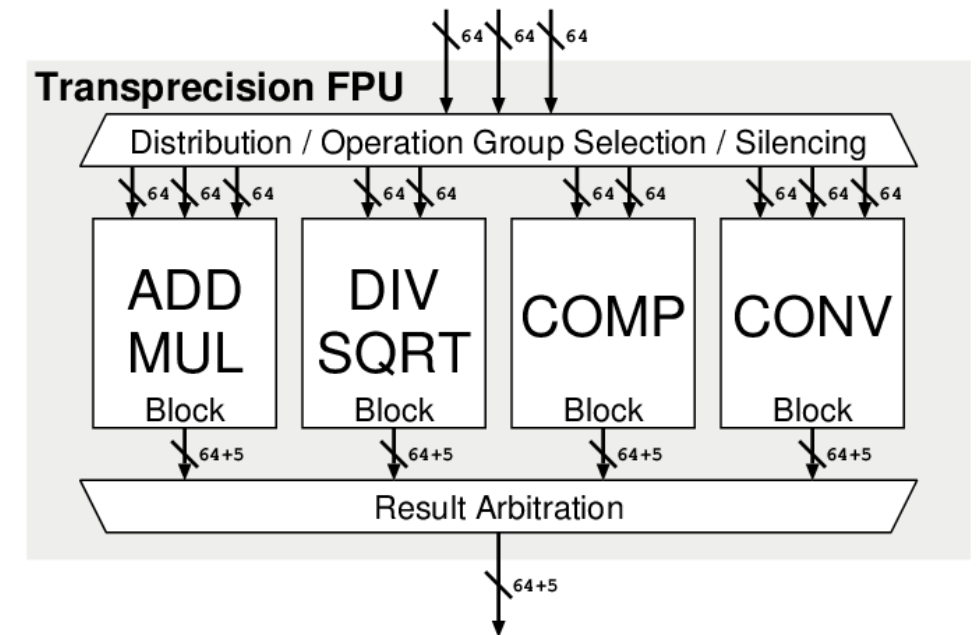 64 64 64
Transprecision FPU
Distribution / Operation Group Selection / Silencing
64 64 64 64 64 64 64 64 64 64
ADD
MUL
Block
DIV
SQRT
Block
COMP
Block
CONV
Block
64+5 64+5 64+5 64+5
Result Arbitration
64+5